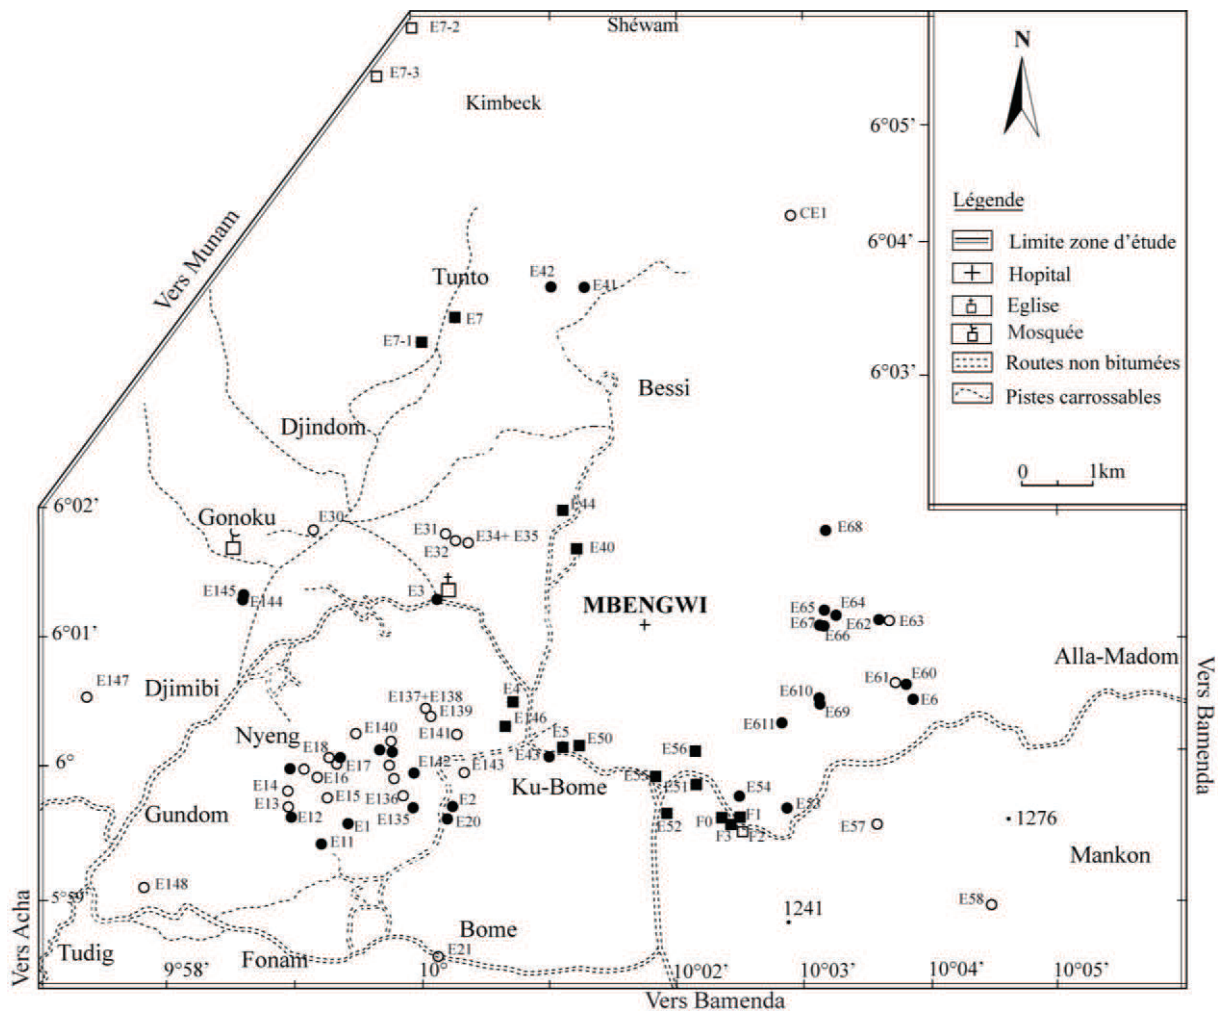 E7-2
Shéwam
E7-3
Kimbeck
N
6°05'
Légende
CE1
Limite zone d'étude
6°04'
Vers Munam
Hopital
Tunto
E42
E41
Eglise
E7
Mosquée
E7-1
Routes non bitumées
6°03'
Bessi
Pistes carrossables
Djindom
0 1km
6°02'
E44
Gonoku
E30
E31
E34+ E35
E68
E32
E40
E145
E3
MBENGWI
E65
E64
E144
E67
E62
E63
E66
6°01'
Alla-Madom
Vers Bamenda
E147
Djimibi
E137+E138
E4
E61
E60
E610
E6
E139
E69
E140
E146
E611
Nyeng
E141
E5
E50
E18
E43
E56
6°
E17
E142
E143
Ku-Bome
E55
E16
E14
E15
E51
E54
E13
E136
E2
E53
Gundom
E12
E135
E52
F0
F1
E1
E20
E57
1276
F3
F2
E11
Mankon
E148
5°59'
E58
1241
Vers Acha
Bome
Tudig
Fonam
E21
9°58'
10°
10°02
10°03'
10°04'
10°05'
Vers Bamenda